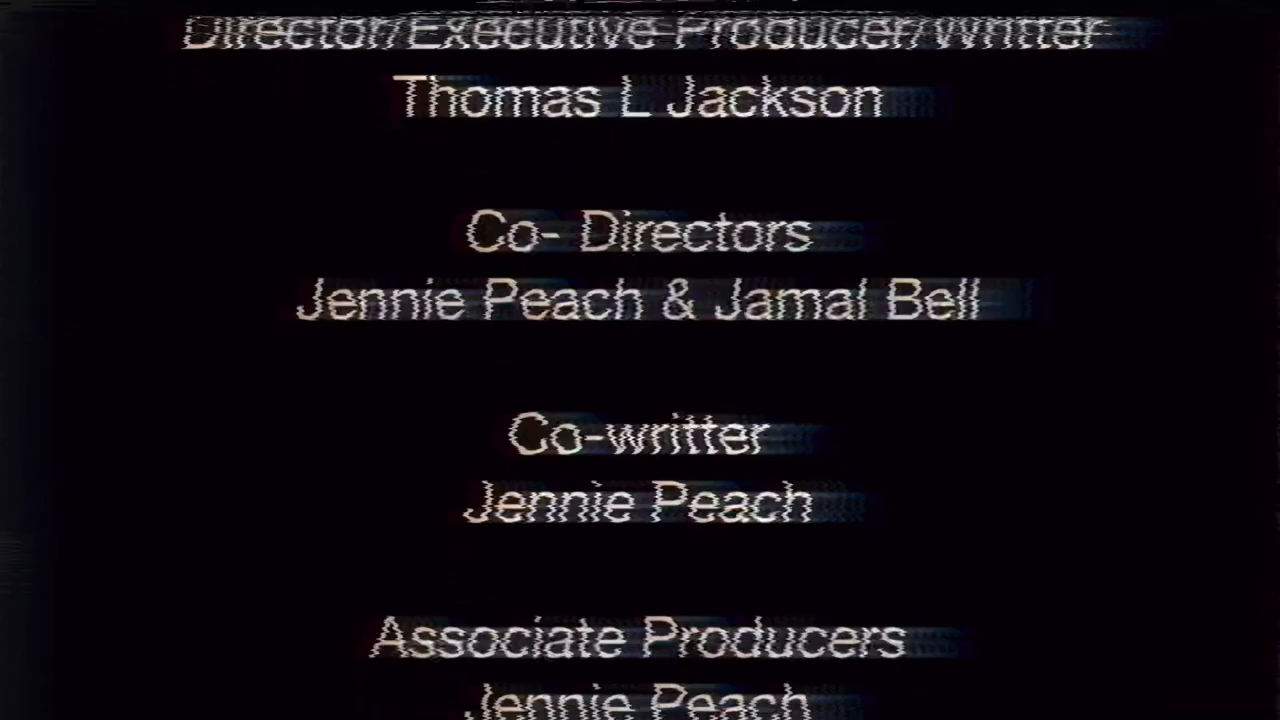 Director/Executive Producer/Writter
Thomas L Jackson
Co- Directors
Jennie Peach & Jamal Bell
Co-writter
Jennie Peach
Associate Producers
Jennie Peach